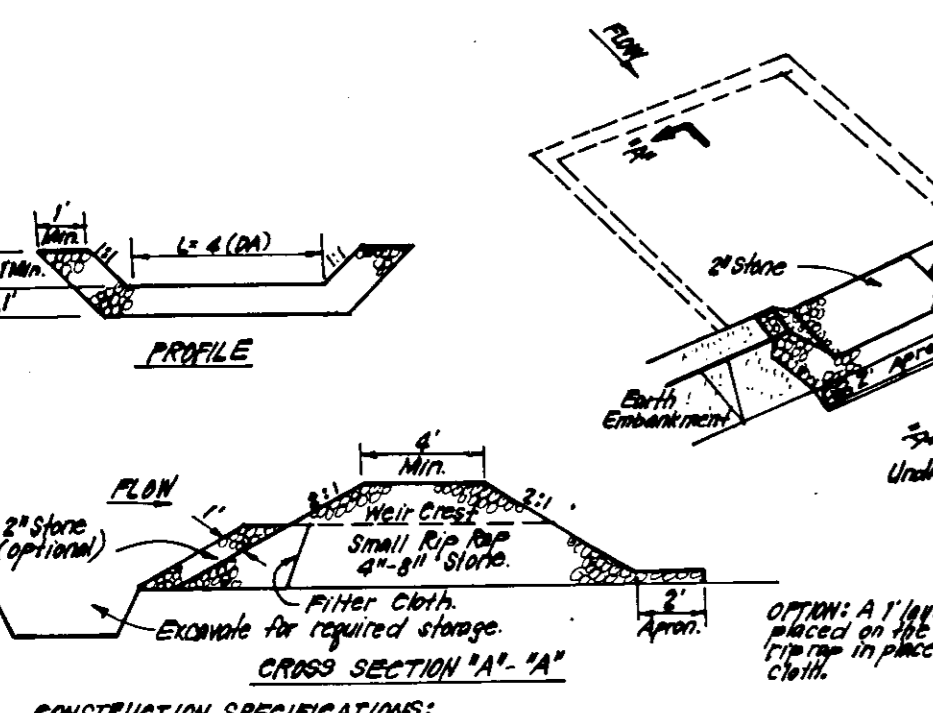 FLOW
"A"
1'
Min.
1:1
L= 4 (DA)
1:1
1'Min.
1'
PROFILE
2" Stone
2' Apro
Earth
Embankment
4'
Min.
FLOW
2:1
2:1
1'
2" Stone
(optional)
Weir Crest
Small Rip Rap
4"-8" Stone.
Filter Cloth.
2'
Apron.
Excavate for required storage.
CROSS SECTION "A"-"A"
OPTION: A 1' lay
placed on the
rip rap in place
cloth.
CONSTRUCTION SPECIFICATIONS: